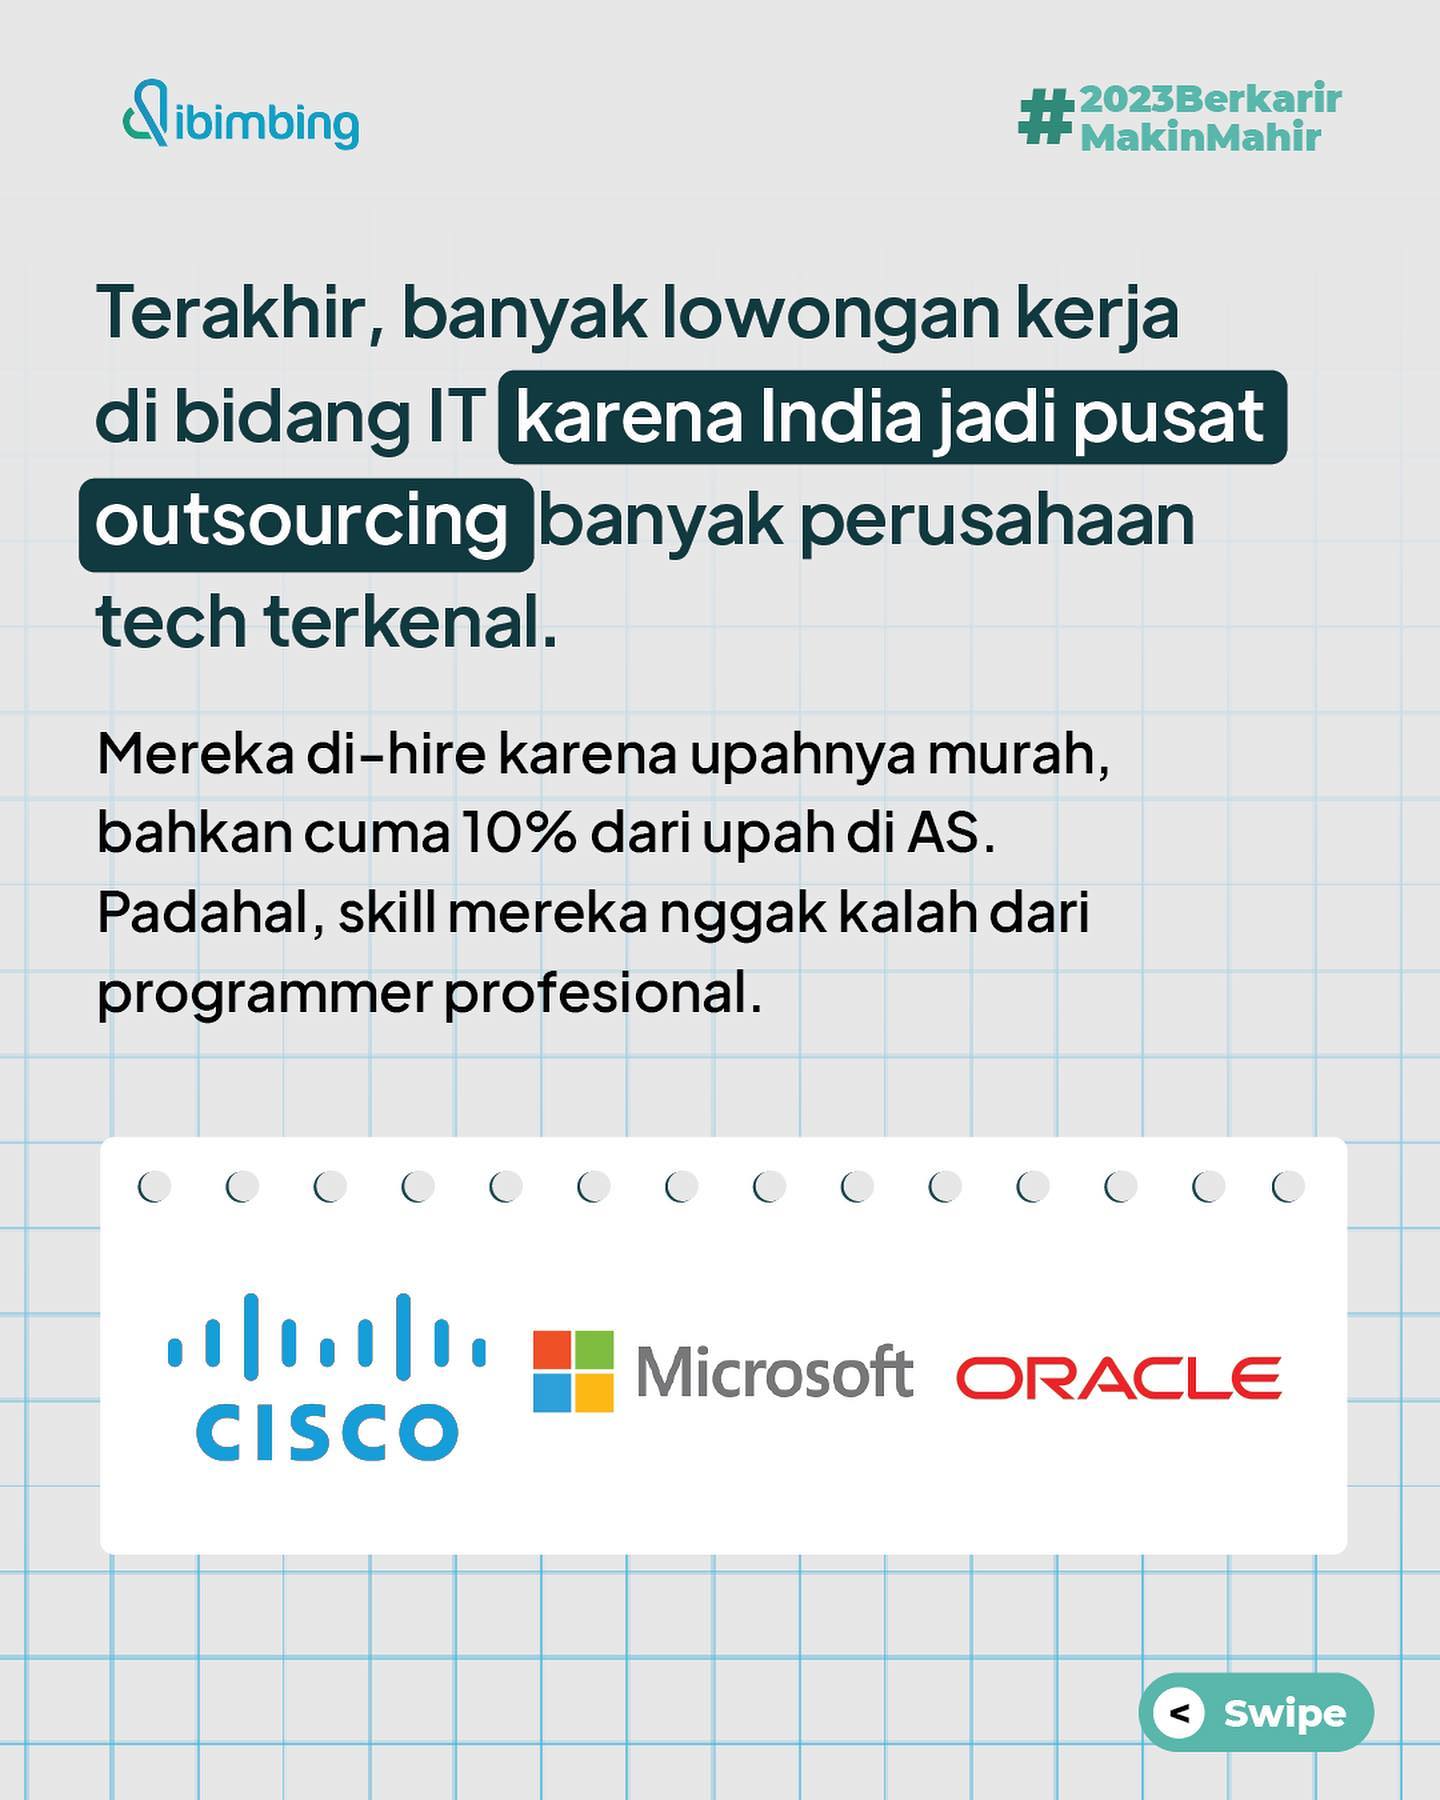 dibimbing
#2023Berkarir
MakinMahir
Terakhir, banyak lowongan kerja
di bidang IT karena India jadi pusat
outsourcing banyak perusahaan
tech terkenal.
Mereka di-hire karena upahnya murah,
bahkan cuma 10% dari upah di AS.
Padahal, skill mereka nggak kalah dari
programmer profesional.
CISCO
Microsoft
ORACLE
< Swipe